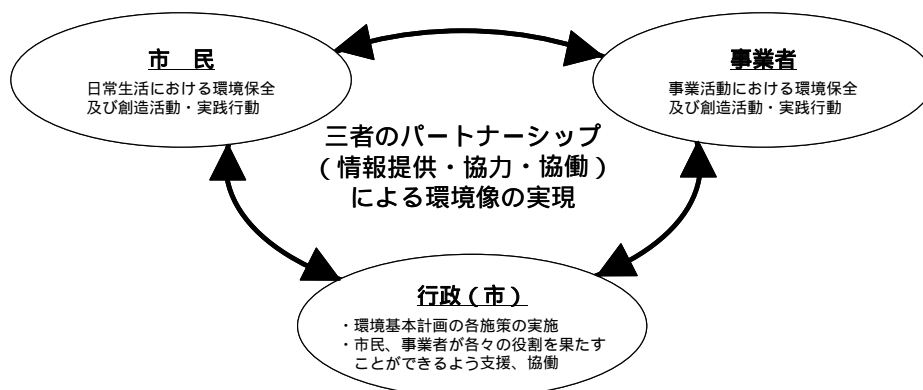 市 民
日常生活における環境保全
及び創造活動・実践行動
事業者
事業活動における環境保全
及び創造活動・実践行動
三者のパートナーシップ
（情報提供・協力・協働）
による環境像の実現
行政（市）
・環境基本計画の各施策の実施
・市民、事業者が各々の役割を果たす
ことができるよう支援、協働